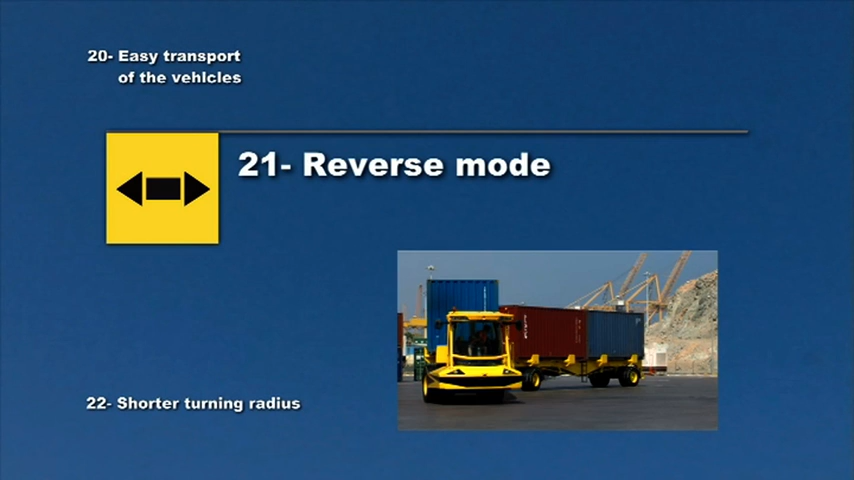 20- Easy transport
of the vehicles
21- Reverse mode
22- Shorter turning radius